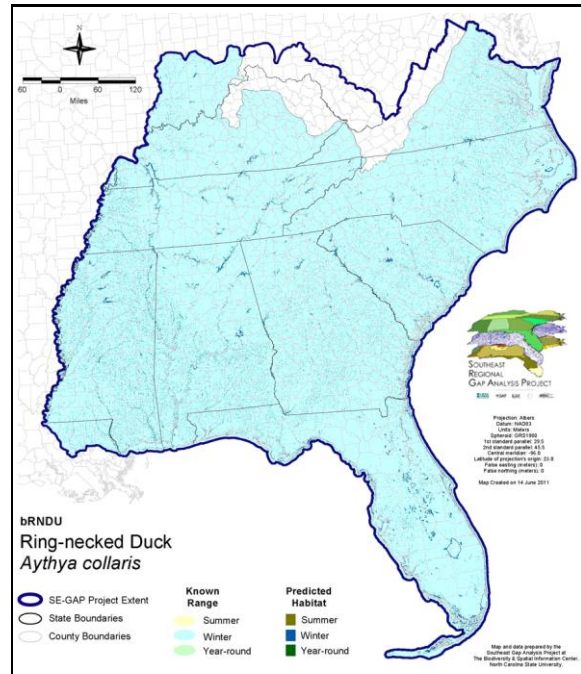 N
60 0 60 120
Miles
SOUTHEAST
REGIONAL
GAP ANALYSIS PROJECT
Projection: Albers
Datum: NAD83
Units: Meters
Spheroid: GRS1980
1st standard parallel: 29.5
2nd standard parallel: 45.5
Central meridian: -96.0
Latitude of projection's origin: 23.0
False easting (meters): 0
False northing (meters): 0
Map Created on 14 June 2011
bRNDU
Ring-necked Duck
Aythya collaris
SE-GAP Project Extent
State Boundaries
County Boundaries
Known
Range
Summer
Winter
Year-round
Predicted
Habitat
Summer
Winter
Year-round
Map and data prepared by the
Southeast Gap Analysis Project at
The Biodiversity & Spatial Information Center,
North Carolina State University.